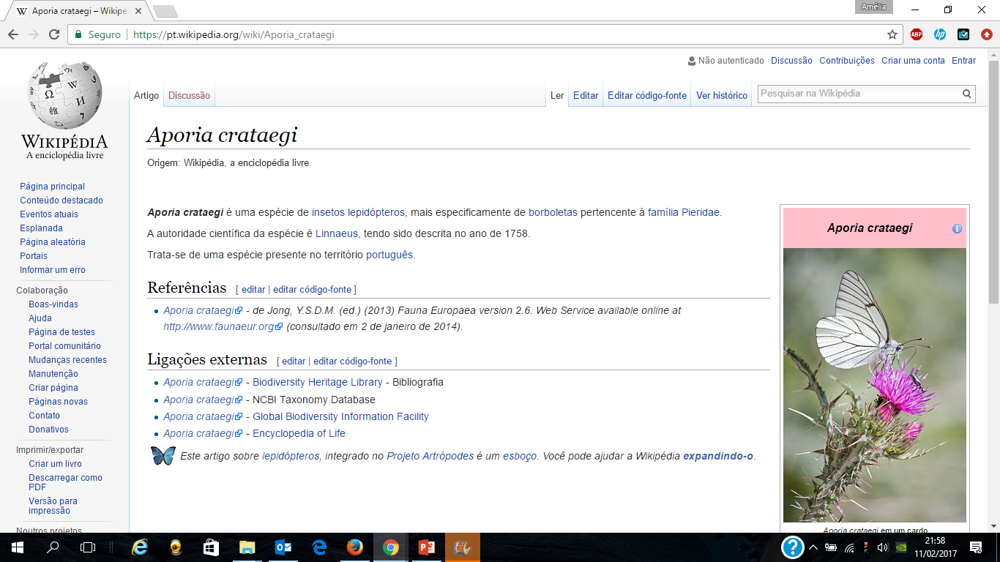 Aporia crataegi – Wikipé
Amélia
Seguro https://pt.wikipedia.org/wiki/Aporia_crataegi
ABP
hp
Não autenticado Discussão Contribuições Criar uma conta Entrar
Artigo Discussão Ler Editar Editar código-fonte Ver histórico Pesquisar na Wikipédia
WIKIPÉDIA
A enciclopédia livre
Página principal
Conteúdo destacado
Eventos atuais
Esplanada
Página aleatória
Portais
Informar um erro
Colaboração
Boas-vindas
Ajuda
Página de testes
Portal comunitário
Mudanças recentes
Manutenção
Criar página
Páginas novas
Contato
Donativos
Imprimir/exportar
Criar um livro
Descarregar como
PDF
Versão para
impressão
Noutros projetos
Aporia crataegi
Origem: Wikipédia, a enciclopédia livre.
Aporia crataegi é uma espécie de insetos lepidópteros, mais especificamente de borboletas pertencente à família Pieridae.
A autoridade científica da espécie é Linnaeus, tendo sido descrita no ano de 1758.
Trata-se de uma espécie presente no território português.
Referências [ editar | editar código-fonte ]
Aporia crataegi - de Jong, Y.S.D.M. (ed.) (2013) Fauna Europaea version 2.6. Web Service available online at
http://www.faunaeur.org (consultado em 2 de janeiro de 2014).
Ligações externas [ editar | editar código-fonte ]
Aporia crataegi - Biodiversity Heritage Library - Bibliografia
Aporia crataegi - NCBI Taxonomy Database
Aporia crataegi - Global Biodiversity Information Facility
Aporia crataegi - Encyclopedia of Life
Este artigo sobre lepidópteros, integrado no Projeto Artrópodes é um esboço. Você pode ajudar a Wikipédia expandindo-o.
Aporia crataegi
Aporia crataegi em um cardo
21:58
11/02/2017